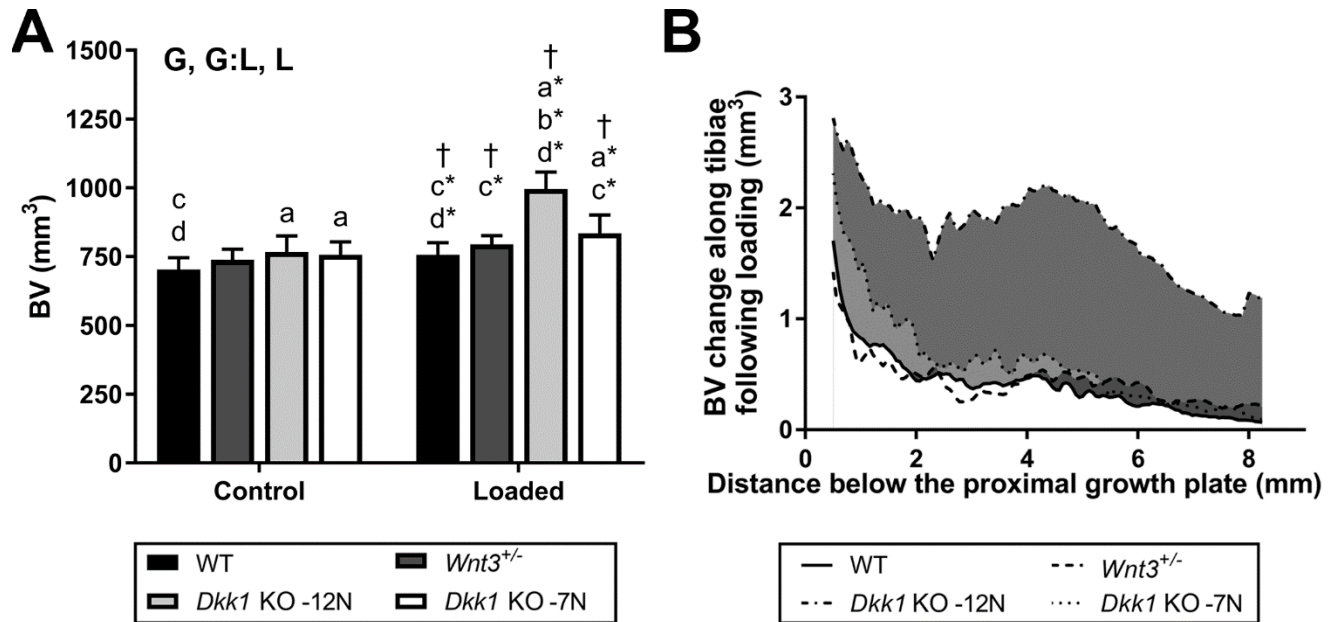 A
G, G:L, L
BV (mm³)
1500
1250
1000
750
500
250
0
c
d
a
a
†
c*
d*
†
c*
†
a*
b*
d*
†
a*
c*
Control
Loaded
WT
Wnt3+/-
Dkk1 KO -12N
Dkk1 KO -7N
B
BV change along tibiae
following loading (mm³)
3
2
1
0
0
2
4
6
8
Distance below the proximal growth plate (mm)
WT
Wnt3+/-
Dkk1 KO -12N
Dkk1 KO -7N